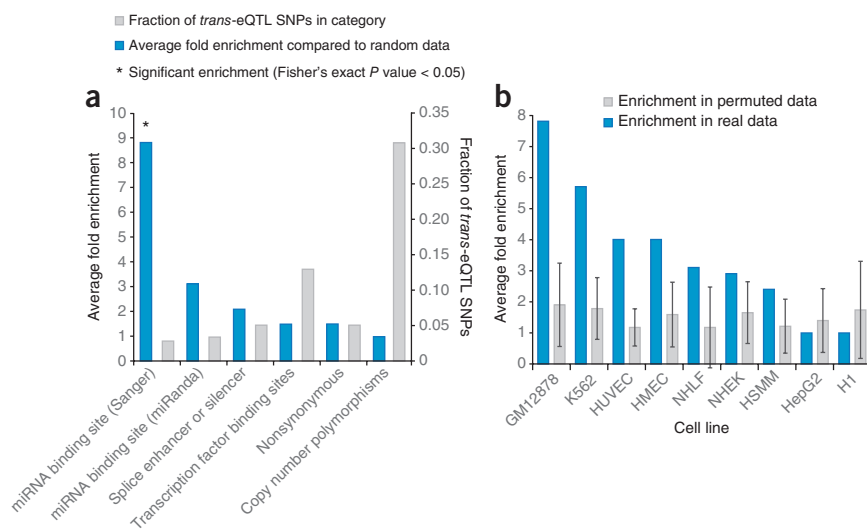 Fraction of trans-eQTL SNPs in category
Average fold enrichment compared to random data
* Significant enrichment (Fisher's exact P value < 0.05)
a
10
9
8
7
6
5
4
3
2
1
0
Average fold enrichment
*
0.35
0.30
0.25
0.20
0.15
0.10
0.05
0
Fraction of trans-eQTL SNPs
miRNA binding site (Sanger)
miRNA binding site (miRanda)
Splice enhancer or silencer
Transcription factor binding sites
Nonsynonymous
Copy number polymorphisms
b
Enrichment in permuted data
Enrichment in real data
8
7
6
5
4
3
2
1
0
Average fold enrichment
GM12878
K562
HUVEC
HMEC
NHLF
NHEK
HSMM
HepG2
H1
Cell line